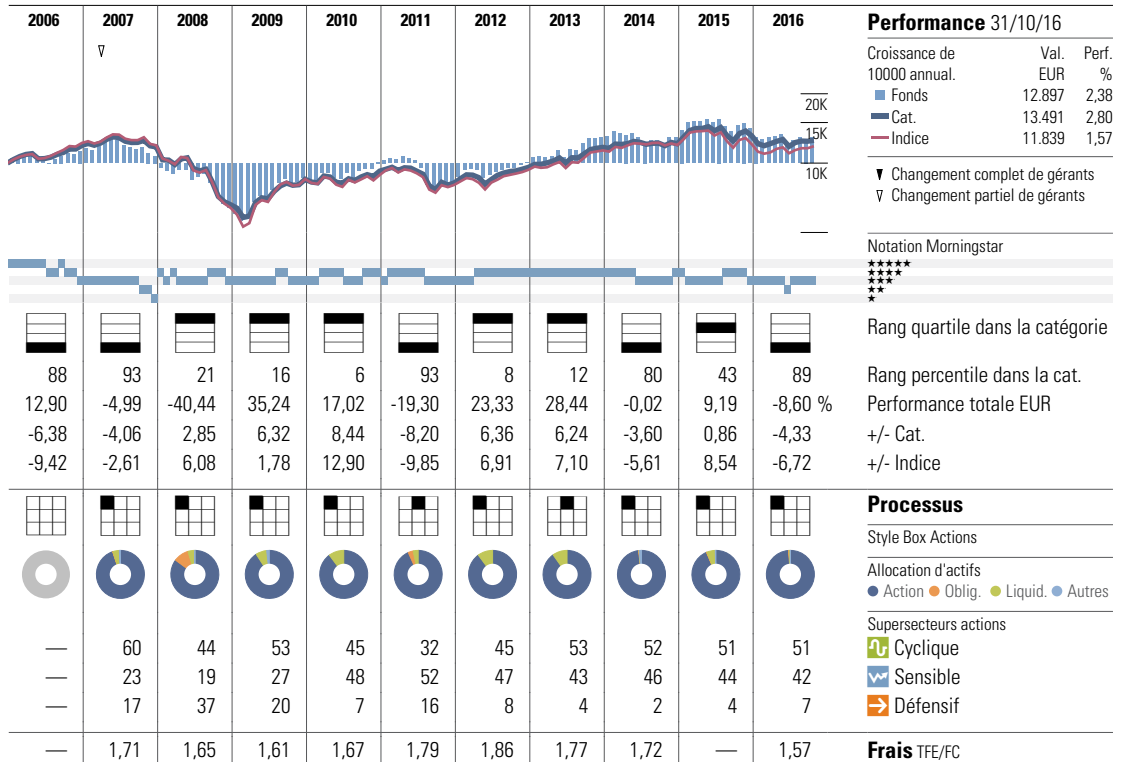 2006 2007 2008 2009 2010 2011 2012 2013 2014 2015 2016 Performance 31/10/16
Croissance de Val. Perf.
10000 annual. EUR %
Fonds 12.897 2,38
Cat. 13.491 2,80
Indice 11.839 1,57
20K
15K
10K
▼ Changement complet de gérants
▽ Changement partiel de gérants
Notation Morningstar
★★★★★
★★★★
★★★
★★
★
Rang quartile dans la catégorie
88 93 21 16 6 93 8 12 80 43 89 Rang percentile dans la cat.
12,90 -4,99 -40,44 35,24 17,02 -19,30 23,33 28,44 -0,02 9,19 -8,60 % Performance totale EUR
-6,38 -4,06 2,85 6,32 8,44 -8,20 6,36 6,24 -3,60 0,86 -4,33 +/- Cat.
-9,42 -2,61 6,08 1,78 12,90 -9,85 6,91 7,10 -5,61 8,54 -6,72 +/- Indice
Processus
Style Box Actions
Allocation d'actifs
Action Oblig. Liquid. Autres
Supersecteurs actions
— 60 44 53 45 32 45 53 52 51 51 Cyclique
— 23 19 27 48 52 47 43 46 44 42 Sensible
— 17 37 20 7 16 8 4 2 4 7 Défensif
— 1,71 1,65 1,61 1,67 1,79 1,86 1,77 1,72 — 1,57 Frais TFE/FC